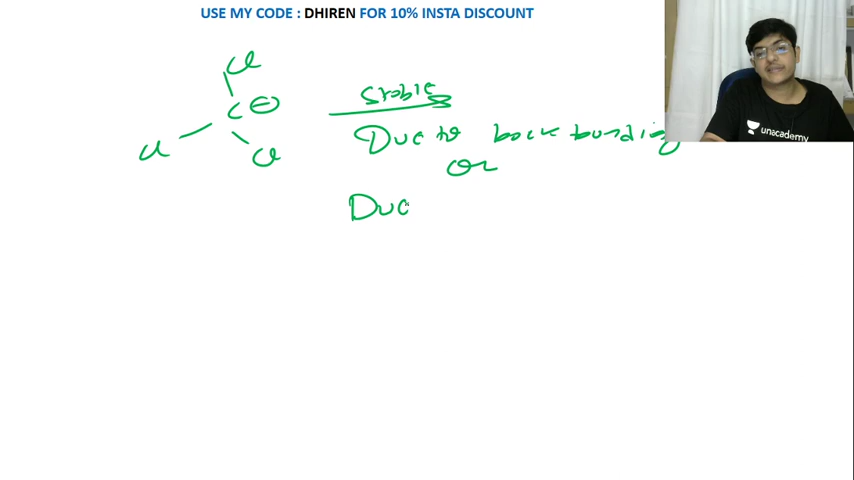 USE MY CODE : DHIREN FOR 10% INSTA DISCOUNT
Cl
C ⊖
Cl
Cl
Stable
Due to back bonding
or
Due
unacademy